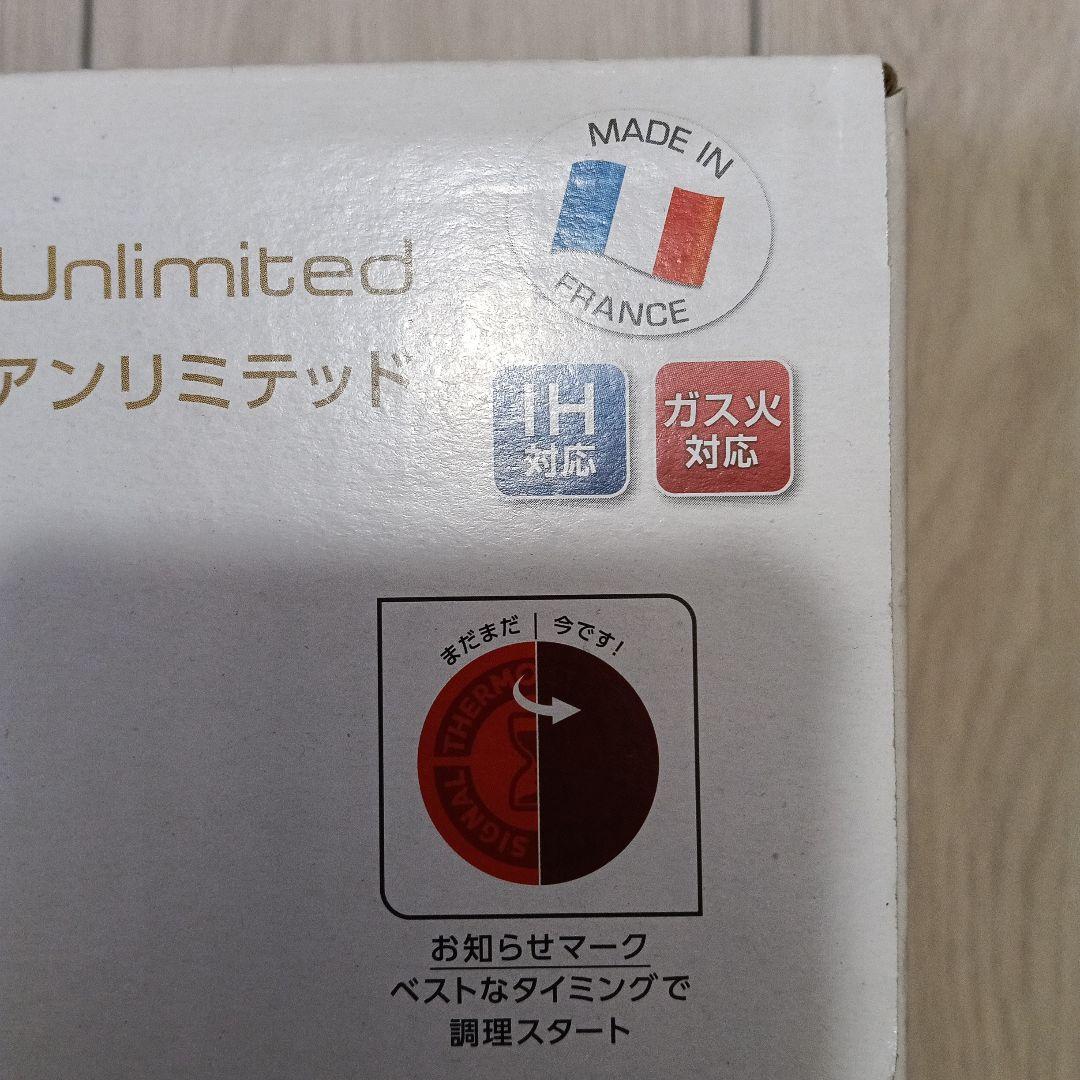 MADE IN
FRANCE
Unlimited
アンリミテッド
IH
対応
ガス火
対応
まだまだ
今です!
THERMO
SIGNAL
お知らせマーク
ベストなタイミングで
調理スタート